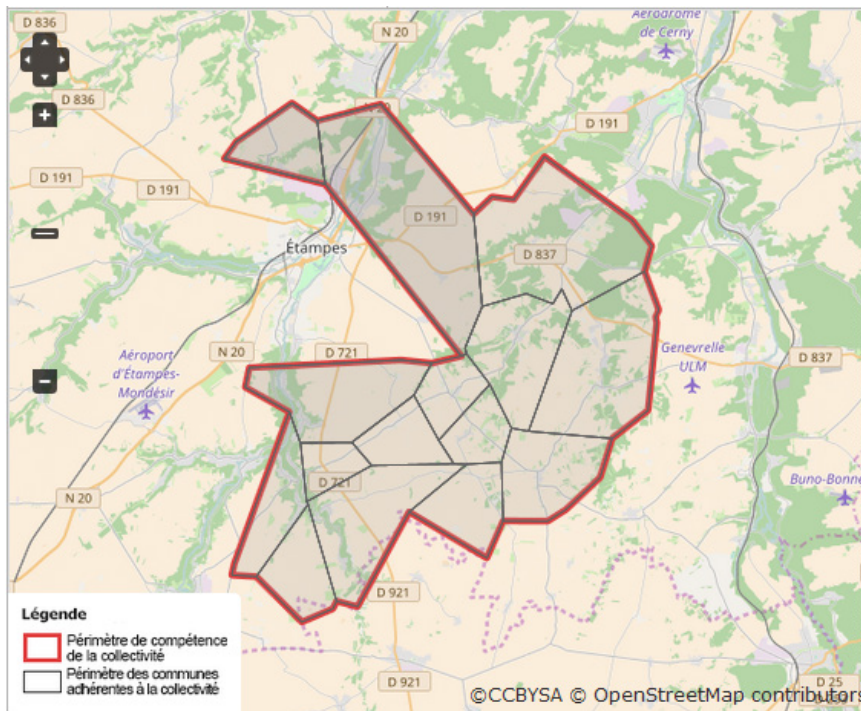 D 836
N 20
Aérodrome
de Cerny
D 836
N 20
D 191
D 191
D 191
D 191
Étampes
D 837
N 20
D 721
Aéroport
d'Étampes-
Mondésir
Genevrelle
ULM
D 837
D 721
N 20
Buno-Bonne
D 921
Légende
Périmètre de compétence
de la collectivité
Périmètre des communes
adhérentes à la collectivité
D 921
D 25
©CCBYSA © OpenStreetMap contributors